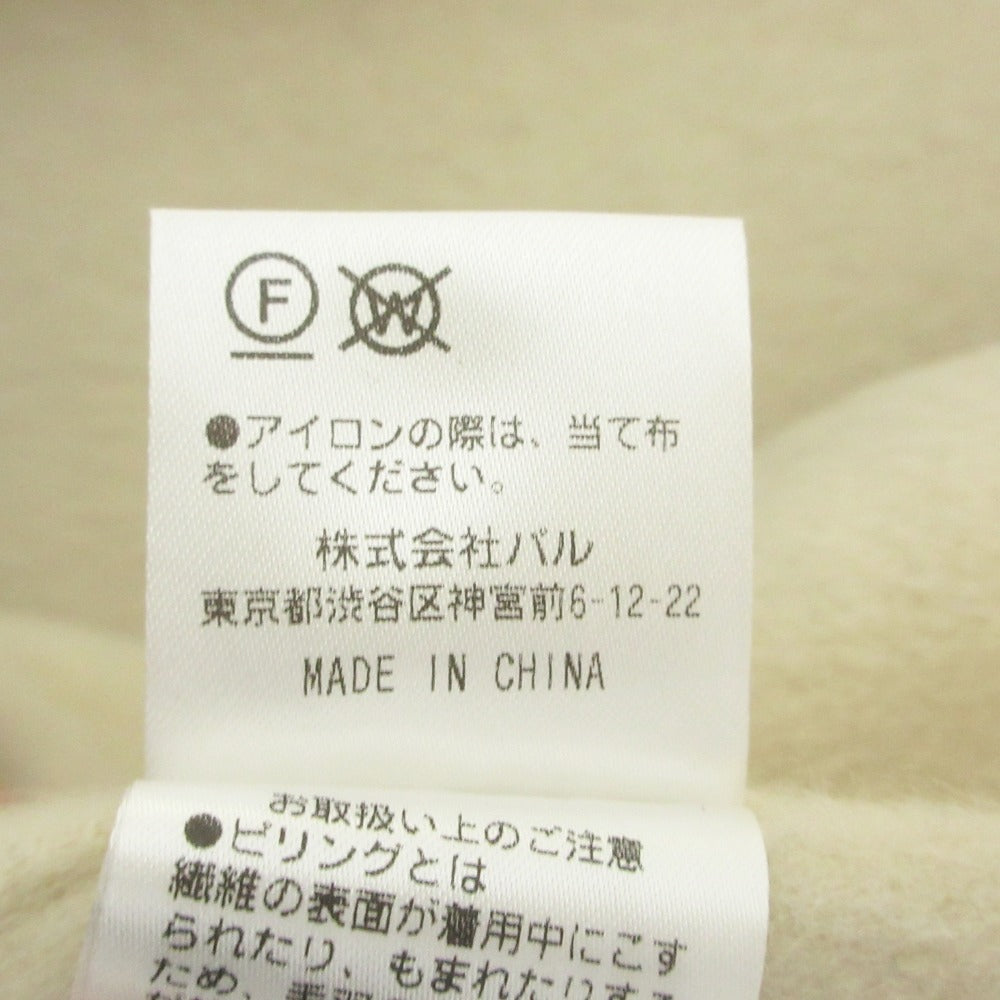 F W
●アイロンの際は、当て布
をしてください。
株式会社パル
東京都渋谷区神宮前6-12-22
MADE IN CHINA
お取扱い上のご注意
●ピリングとは
繊維の表面が着用中にこす
られたり、もまれたりする
ため、